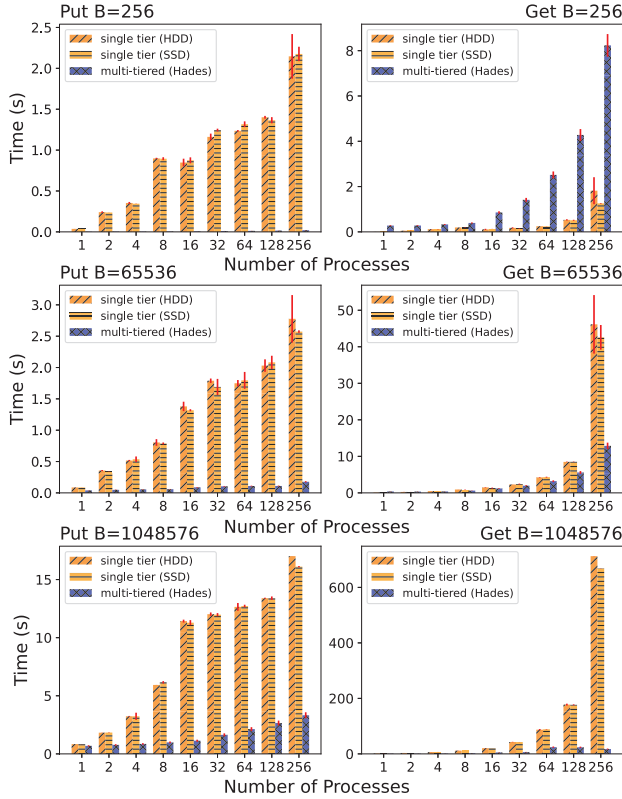 Put B=256
Get B=256
single tier (HDD)
single tier (SSD)
multi-tiered (Hades)
single tier (HDD)
single tier (SSD)
multi-tiered (Hades)
Time (s)
2.5
2.0
1.5
1.0
0.5
0.0
8
6
4
2
0
1 2 4 8 16 32 64 128 256
1 2 4 8 16 32 64 128 256
Number of Processes
Put B=65536
Get B=65536
single tier (HDD)
single tier (SSD)
multi-tiered (Hades)
single tier (HDD)
single tier (SSD)
multi-tiered (Hades)
Time (s)
3.0
2.5
2.0
1.5
1.0
0.5
0.0
50
40
30
20
10
0
1 2 4 8 16 32 64 128 256
1 2 4 8 16 32 64 128 256
Number of Processes
Put B=1048576
Get B=1048576
single tier (HDD)
single tier (SSD)
multi-tiered (Hades)
single tier (HDD)
single tier (SSD)
multi-tiered (Hades)
Time (s)
15
10
5
0
600
400
200
0
1 2 4 8 16 32 64 128 256
1 2 4 8 16 32 64 128 256
Number of Processes